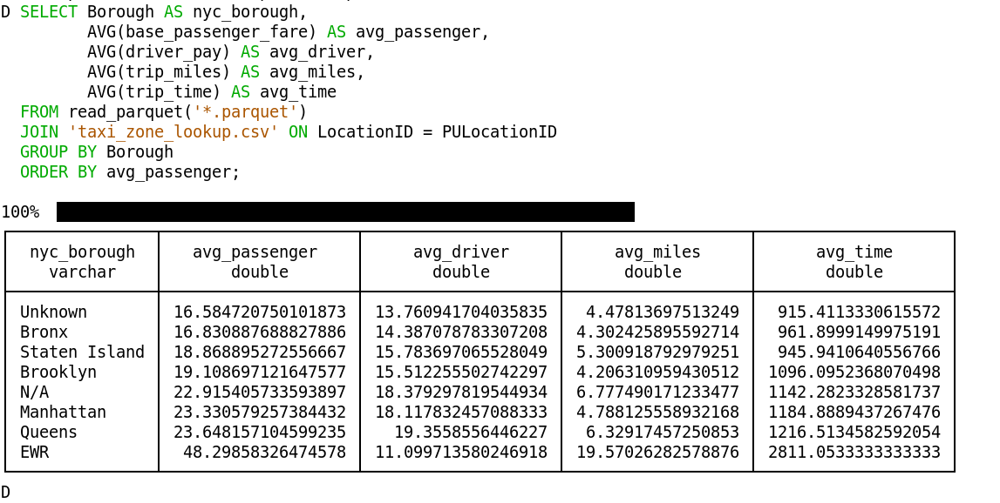 D SELECT Borough AS nyc_borough,
AVG(base_passenger_fare) AS avg_passenger,
AVG(driver_pay) AS avg_driver,
AVG(trip_miles) AS avg_miles,
AVG(trip_time) AS avg_time
FROM read_parquet('*.parquet')
JOIN 'taxi_zone_lookup.csv' ON LocationID = PULocationID
GROUP BY Borough
ORDER BY avg_passenger;
100%
nyc_borough avg_passenger avg_driver avg_miles avg_time
varchar double double double double
Unknown 16.584720750101873 13.760941704035835 4.47813697513249 915.4113330615572
Bronx 16.830887688827886 14.387078783307208 4.302425895592714 961.8999149975191
Staten Island 18.868895272556667 15.783697065528049 5.300918792979251 945.9410640556766
Brooklyn 19.108697121647577 15.512255502742297 4.206310959430512 1096.0952368070498
N/A 22.915405733593897 18.379297819544934 6.777490171233477 1142.2823328581737
Manhattan 23.330579257384432 18.117832457088333 4.788125558932168 1184.8889437267476
Queens 23.648157104599235 19.3558556446227 6.32917457250853 1216.5134582592054
EWR 48.29858326474578 11.099713580246918 19.57026282578876 2811.0533333333333
D